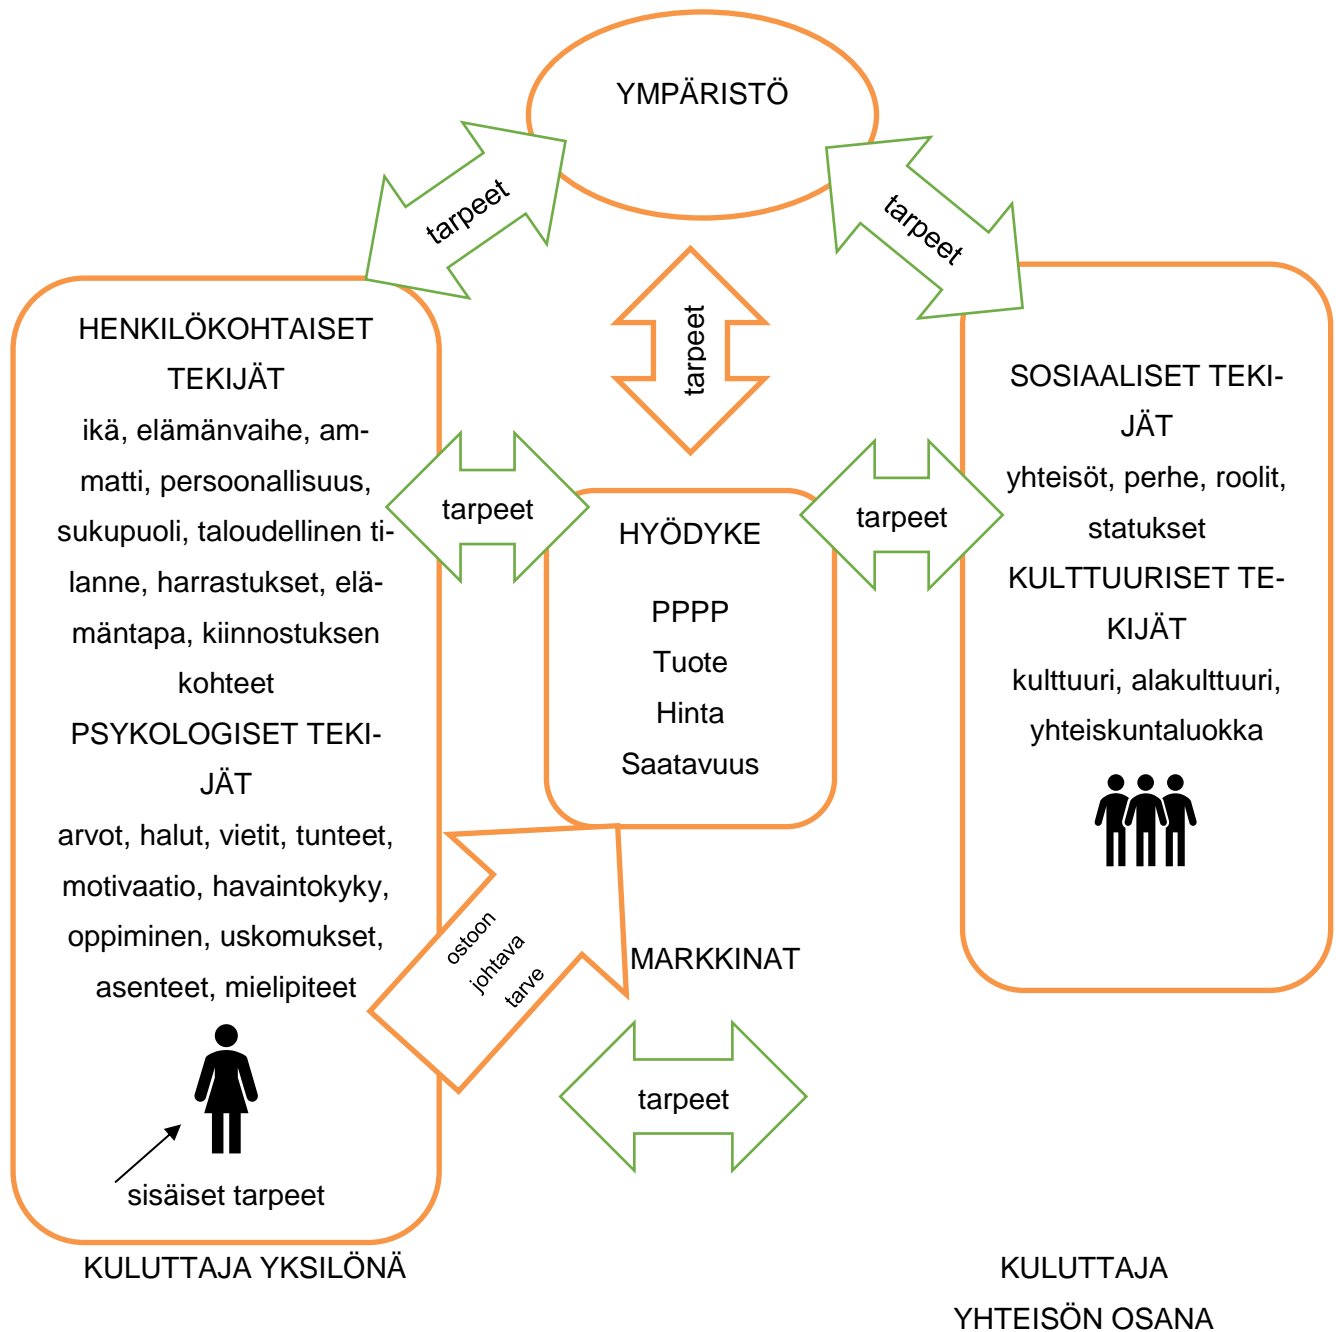 YMPÄRISTÖ
tarpeet
tarpeet
tarpeet
HENKILÖKOHTAISET
TEKIJÄT
ikä, elämänvaihe, am-
matti, persoonallisuus,
sukupuoli, taloudellinen ti-
lanne, harrastukset, elä-
mäntapa, kiinnostuksen
kohteet
PSYKOLOGISET TEKI-
JÄT
arvot, halut, vietit, tunteet,
motivaatio, havaintokyky,
oppiminen, uskomukset,
asenteet, mielipiteet
sisäiset tarpeet
KULUTTAJA YKSILÖNÄ
tarpeet
HYÖDYKE
PPPP
Tuote
Hinta
Saatavuus
tarpeet
ostoon
johtava
tarve
MARKKINAT
tarpeet
SOSIAALISET TEKI-
JÄT
yhteisöt, perhe, roolit,
statukset
KULTTUURISET TE-
KIJÄT
kulttuuri, alakulttuuri,
yhteiskuntaluokka
KULUTTAJA
YHTEISÖN OSANA